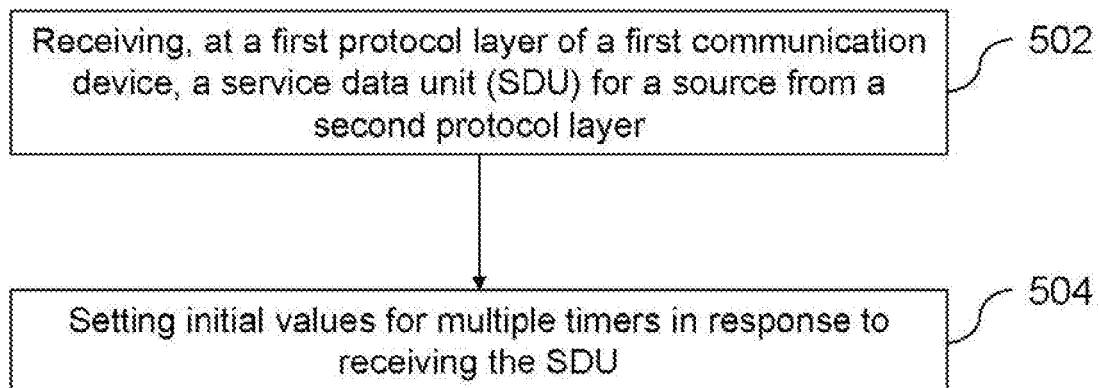 Receiving, at a first protocol layer of a first communication
device, a service data unit (SDU) for a source from a
second protocol layer
502
Setting initial values for multiple timers in response to
receiving the SDU
504